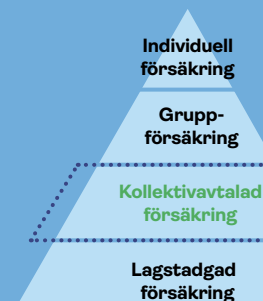 Individuell
försäkring
Grupp-
försäkring
Kollektivavtalad
försäkring
Lagstadgad
försäkring